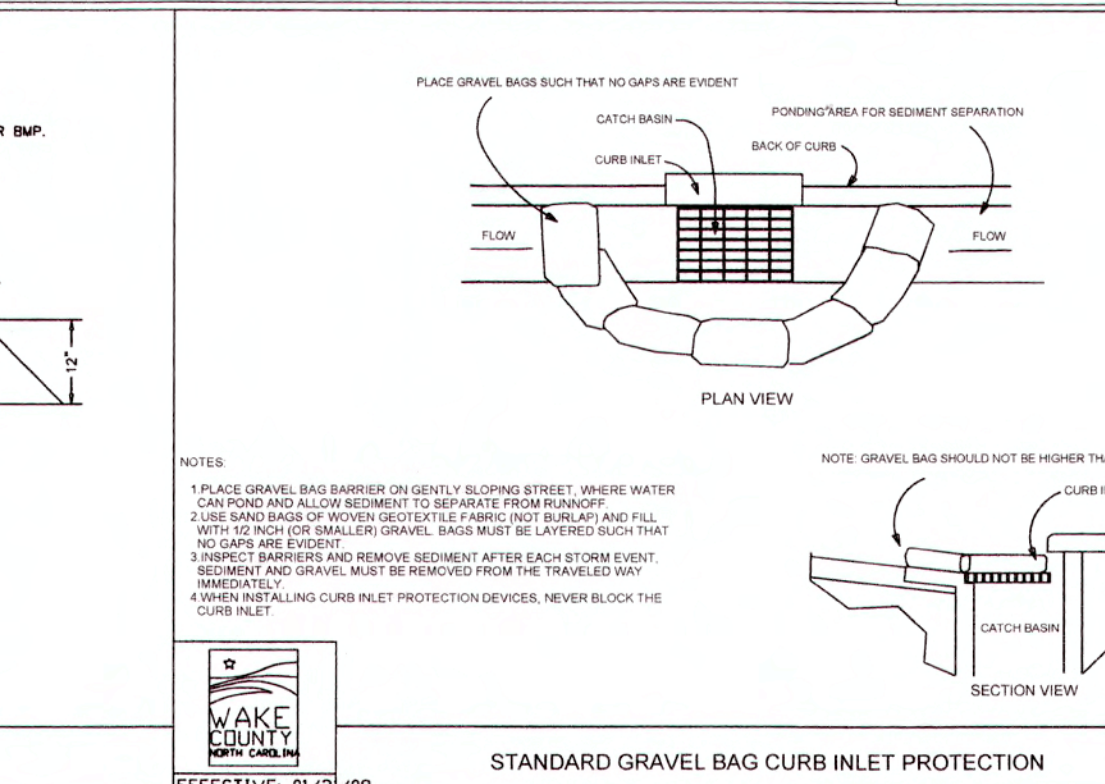 R BMP.
12"
PLACE GRAVEL BAGS SUCH THAT NO GAPS ARE EVIDENT
CATCH BASIN
PONDING AREA FOR SEDIMENT SEPARATION
CURB INLET
BACK OF CURB
FLOW
FLOW
PLAN VIEW
NOTES:
1.PLACE GRAVEL BAG BARRIER ON GENTLY SLOPING STREET, WHERE WATER
CAN POND AND ALLOW SEDIMENT TO SEPARATE FROM RUNNOFF.
2.USE SAND BAGS OF WOVEN GEOTEXTILE FABRIC (NOT BURLAP) AND FILL
WITH 1/2 INCH (OR SMALLER) GRAVEL. BAGS MUST BE LAYERED SUCH THAT
NO GAPS ARE EVIDENT.
3.INSPECT BARRIERS AND REMOVE SEDIMENT AFTER EACH STORM EVENT.
SEDIMENT AND GRAVEL MUST BE REMOVED FROM THE TRAVELED WAY
IMMEDIATELY.
4.WHEN INSTALLING CURB INLET PROTECTION DEVICES, NEVER BLOCK THE
CURB INLET.
NOTE: GRAVEL BAG SHOULD NOT BE HIGHER
CURB
CATCH BASIN
SECTION VIEW
WAKE
COUNTY
NORTH CAROLINA
STANDARD GRAVEL BAG CURB INLET PROTECTION
EFFECTIVE: